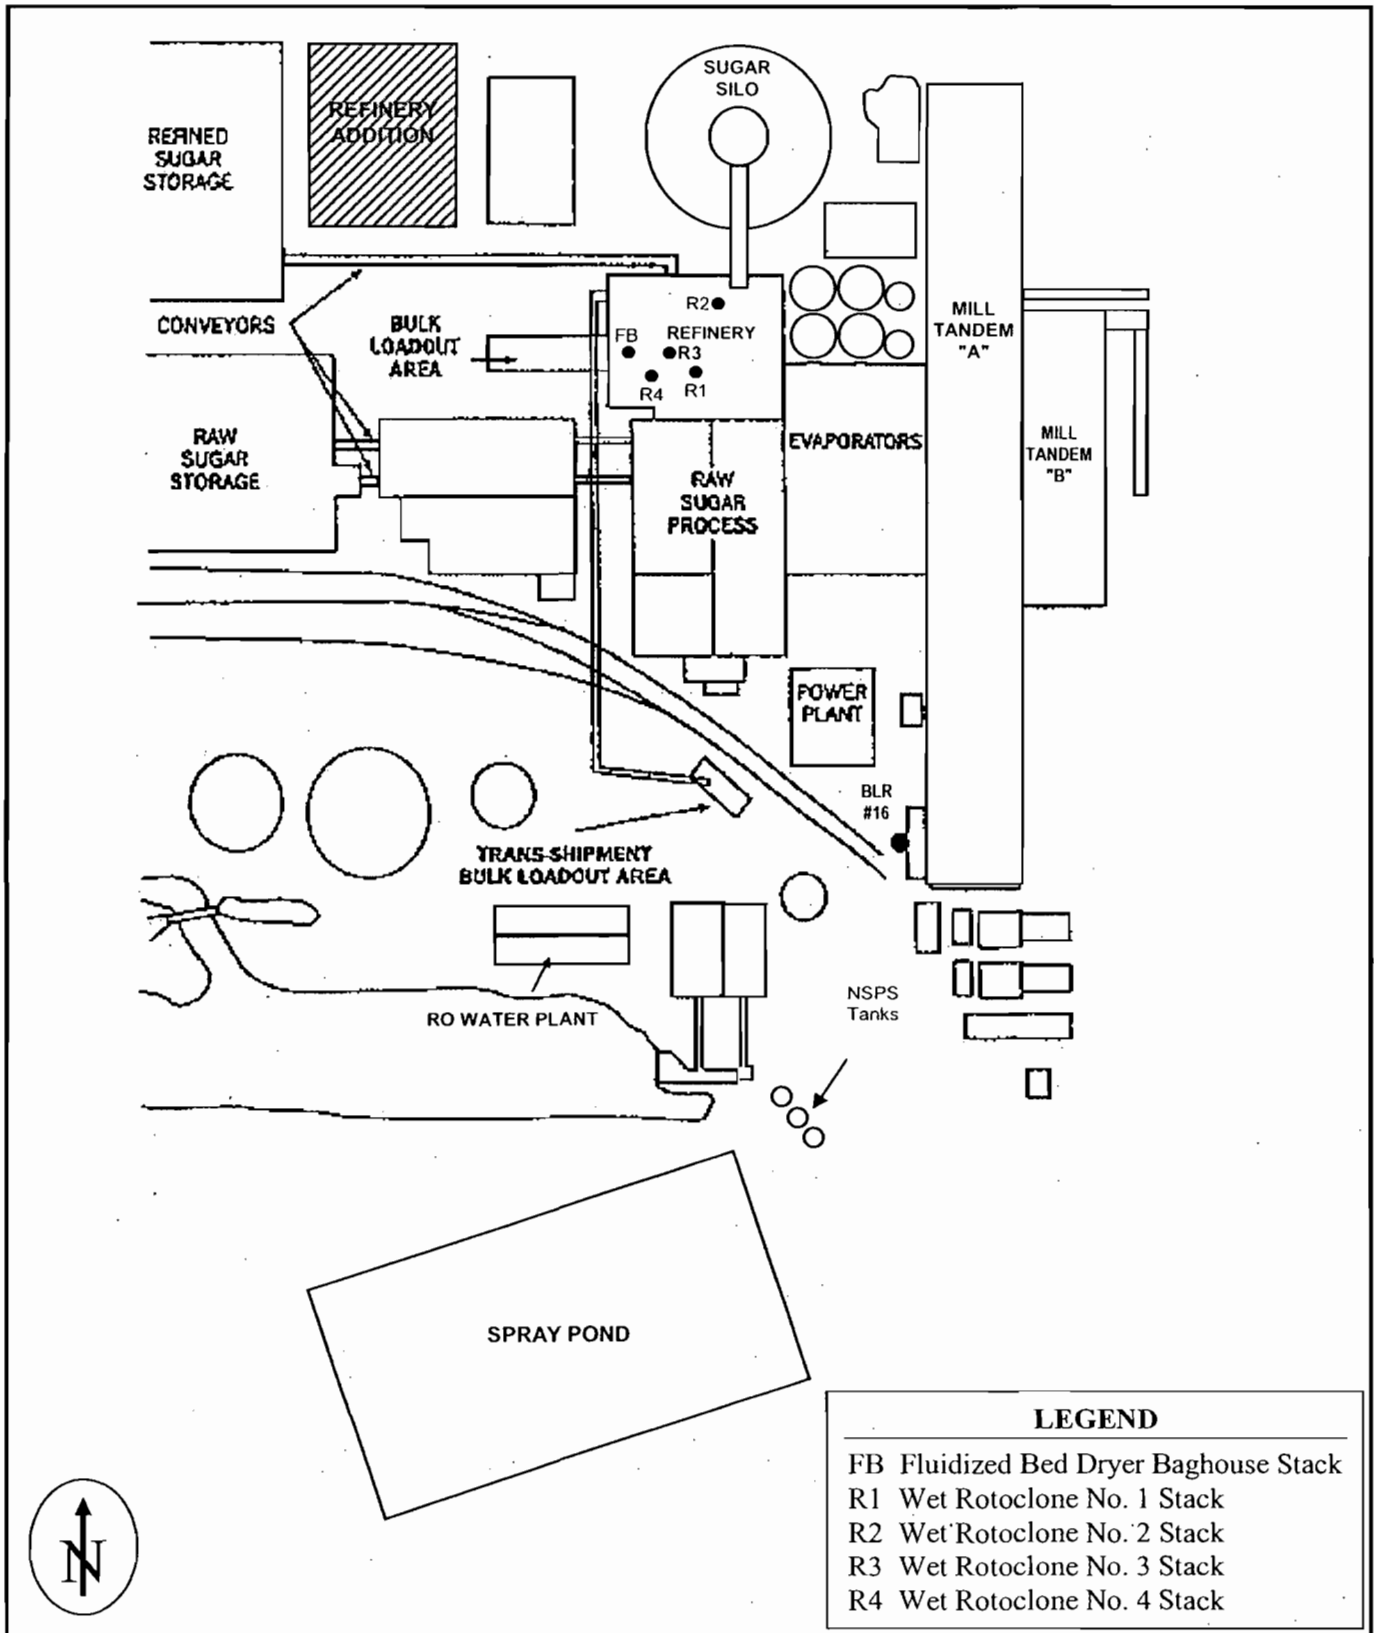 SUGAR
SILO
REFINERY
ADDITION
REFINED
SUGAR
STORAGE
CONVEYORS
BULK
LOADOUT
AREA
R2
FB
REFINERY
R3
R4
R1
MILL
TANDEM
"A"
RAW
SUGAR
STORAGE
RAW
SUGAR
PROCESS
EVAPORATORS
MILL
TANDEM
"B"
POWER
PLANT
BLR
#16
TRANS-SHIPMENT
BULK LOADOUT AREA
RO WATER PLANT
NSPS
Tanks
SPRAY POND
LEGEND
FB Fluidized Bed Dryer Baghouse Stack
R1 Wet Rotoclone No. 1 Stack
R2 Wet Rotoclone No. 2 Stack
R3 Wet Rotoclone No. 3 Stack
R4 Wet Rotoclone No. 4 Stack
N